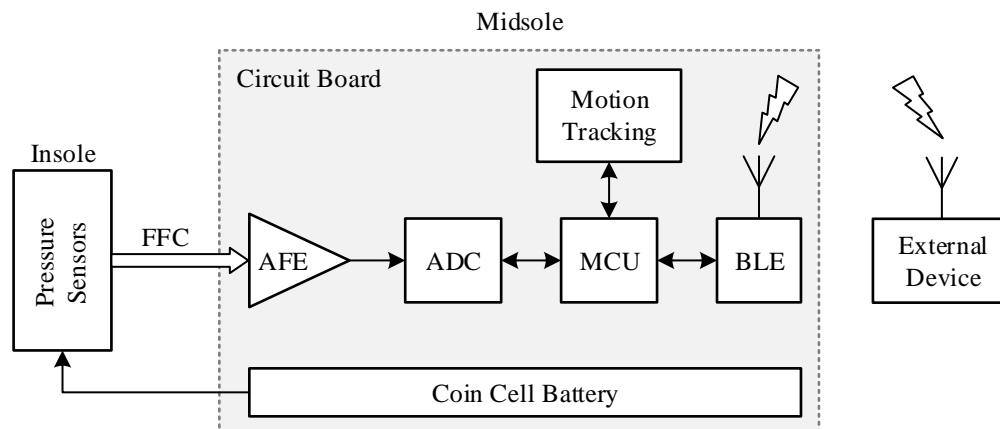 Midsole
Circuit Board
Motion
Tracking
Insole
Pressure
Sensors
FFC
AFE
ADC
MCU
BLE
External
Device
Coin Cell Battery